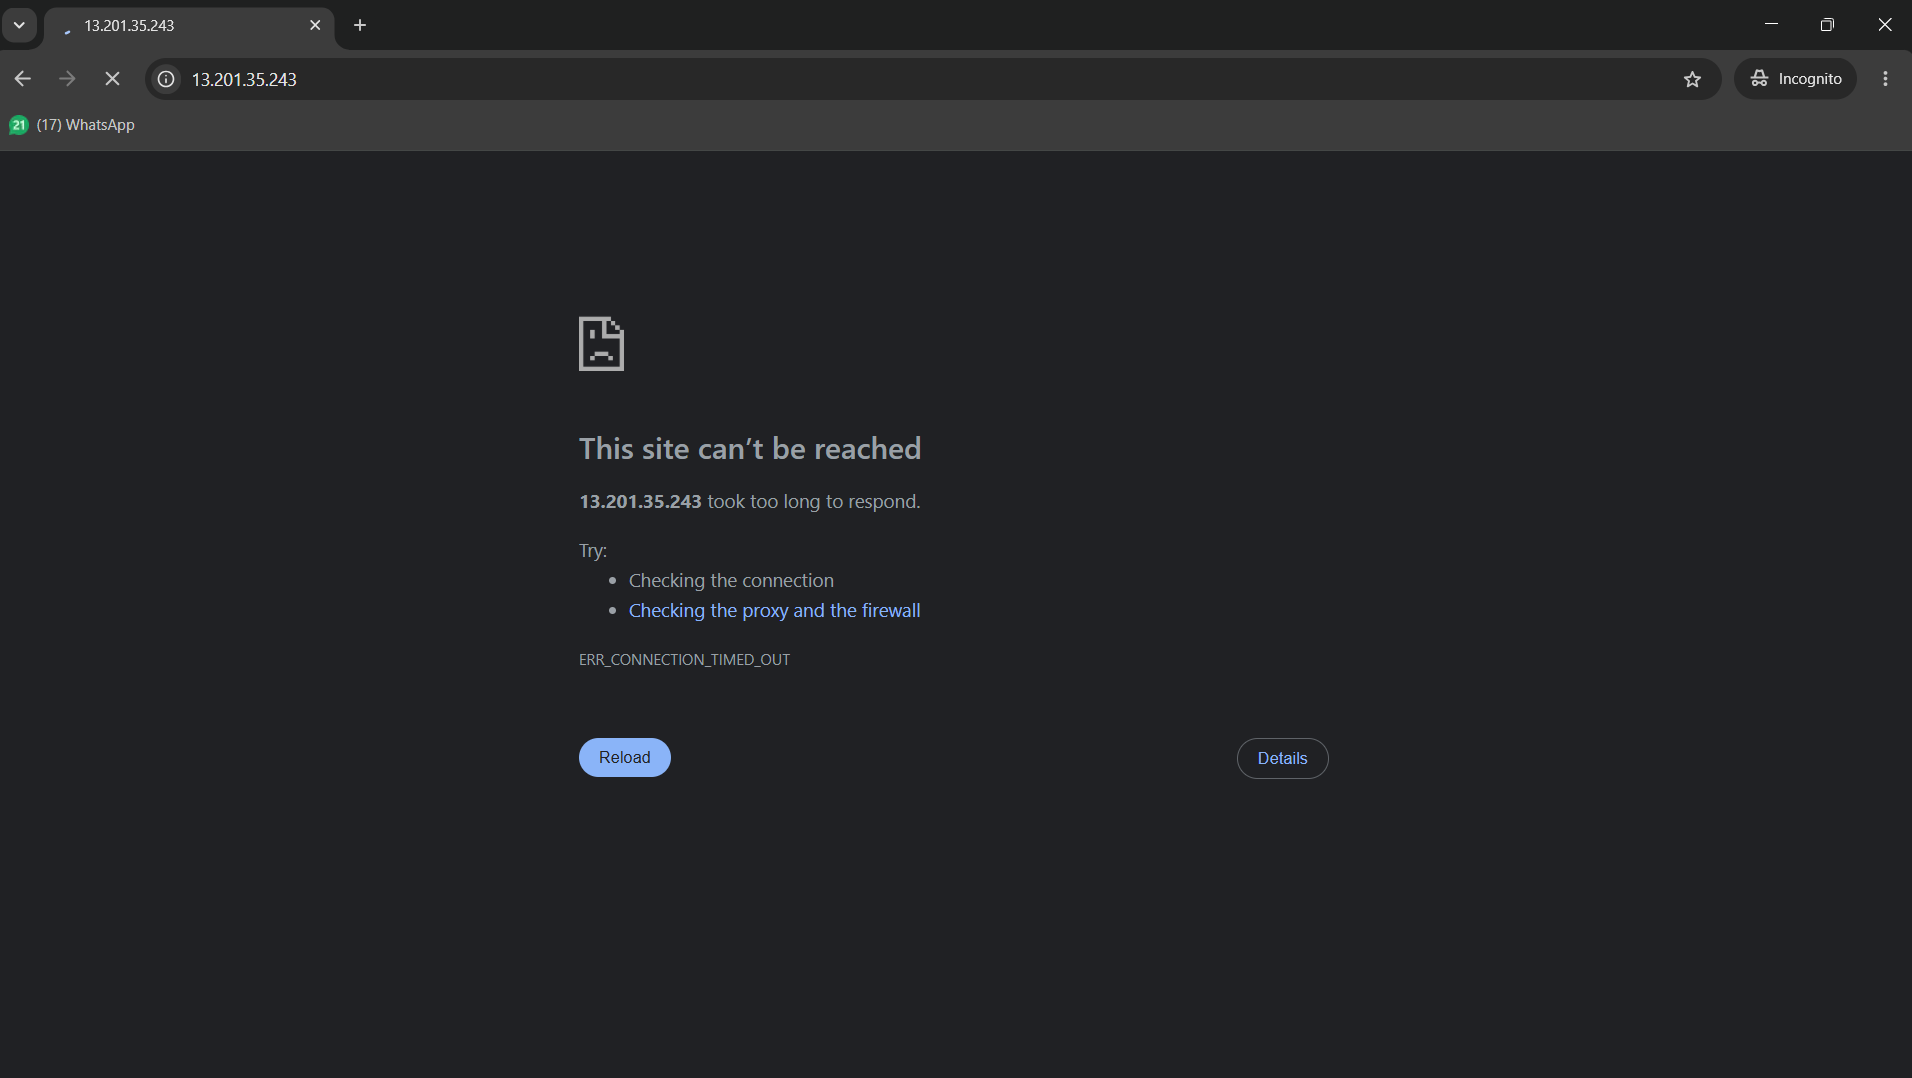 13.201.35.243
13.201.35.243
Incognito
21 (17) WhatsApp
This site can't be reached
13.201.35.243 took too long to respond.
Try:
• Checking the connection
• Checking the proxy and the firewall
ERR_CONNECTION_TIMED_OUT
Reload
Details